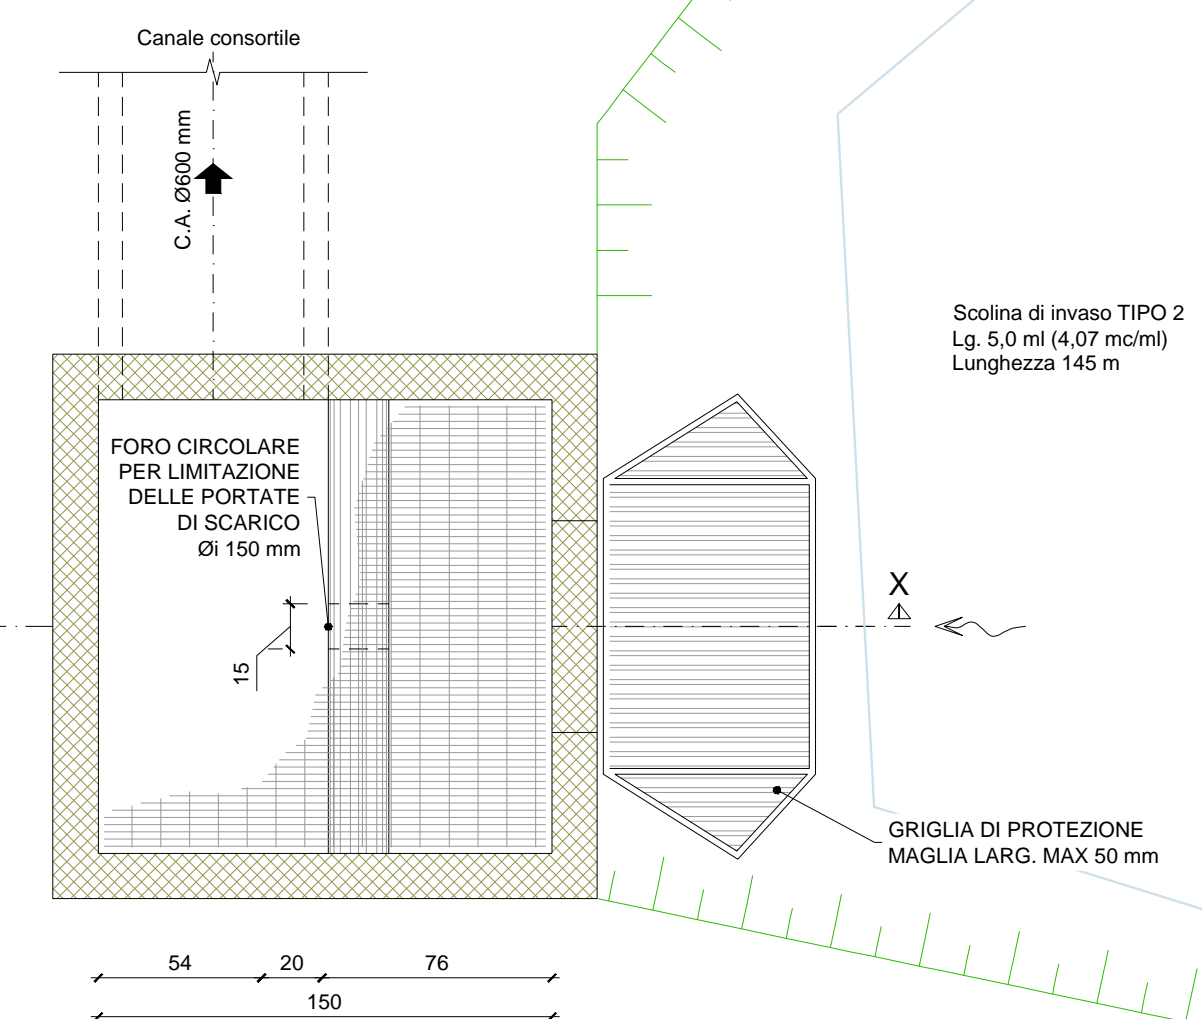 Canale consortile
C.A. Ø600 mm
Scolina di invaso TIPO 2
Lg. 5,0 ml (4,07 mc/ml)
Lunghezza 145 m
FORO CIRCOLARE
PER LIMITAZIONE
DELLE PORTATE
DI SCARICO
Øi 150 mm
X
15
GRIGLIA DI PROTEZIONE
MAGLIA LARG. MAX 50 mm
54 20 76
150